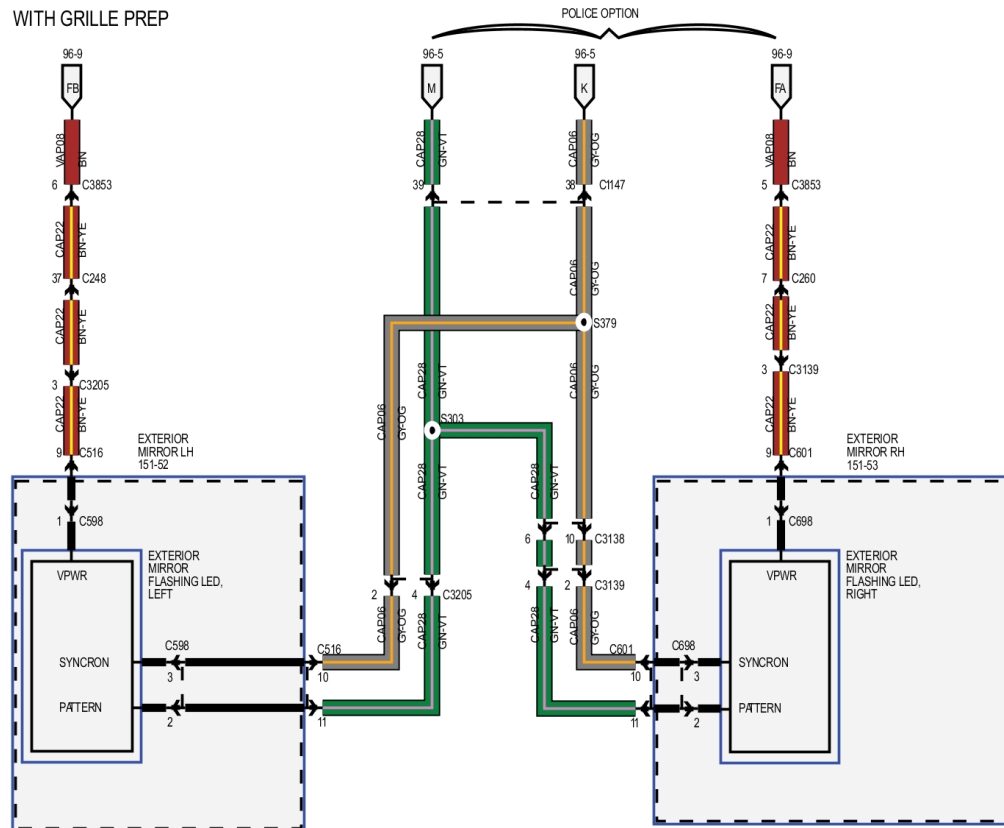 WITH GRILLE PREP
POLICE OPTION
96-9
96-5
96-5
96-9
FB
M
K
FA
VAP08
BN
CAP28
GN-VT
CAP06
GY-OG
VAP08
BN
6 C3853
39
38 C1147
5 C3853
CAP22
BN-YE
CAP06
GY-OG
CAP22
BN-YE
37 C248
7 C260
CAP22
BN-YE
S379
CAP28
GN-VT
CAP06
GY-OG
3 C3205
3 C3139
CAP22
BN-YE
CAP06
GY-OG
S303
CAP22
BN-YE
9 C516
EXTERIOR
MIRROR LH
151-52
CAP28
GN-VT
CAP28
GN-VT
9 C601
EXTERIOR
MIRROR RH
151-53
1 C598
6
10 C3138
1 C698
VPWR
EXTERIOR
MIRROR
FLASHING LED,
LEFT
2
4 C3205
4
2 C3139
VPWR
EXTERIOR
MIRROR
FLASHING LED,
RIGHT
CAP06
GY-OG
CAP28
GN-VT
CAP28
GN-VT
CAP06
GY-OG
C598
C516
C601
C698
SYNCRON
3
10
10
3
SYNCRON
PATTERN
2
11
11
2
PATTERN